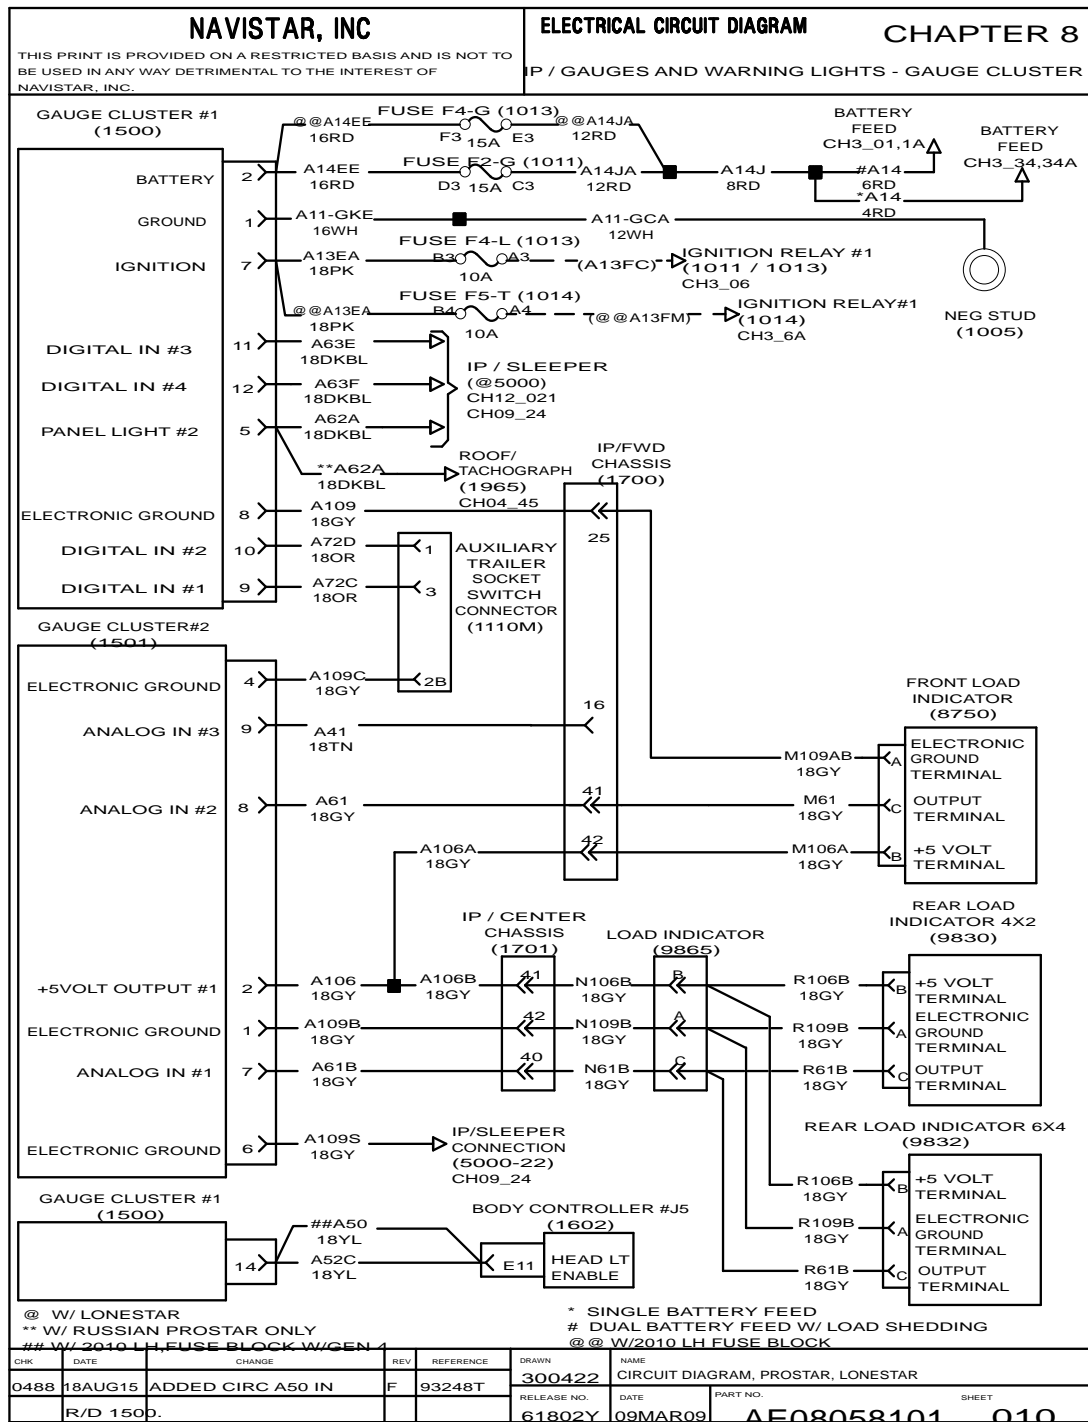 NAVISTAR, INC
THIS PRINT IS PROVIDED ON A RESTRICTED BASIS AND IS NOT TO
BE USED IN ANY WAY DETRIMENTAL TO THE INTEREST OF
NAVISTAR, INC.
ELECTRICAL CIRCUIT DIAGRAM
CHAPTER 8
IP / GAUGES AND WARNING LIGHTS - GAUGE CLUSTER
GAUGE CLUSTER #1
(1500)
@@A14EE
16RD
FUSE F4-G (1013)
F3
15A
E3
@@A14JA
12RD
BATTERY
FEED
CH3_01,1A
BATTERY
FEED
CH3_34,34A
BATTERY
2
A14EE
16RD
FUSE F2-G (1011)
D3
15A
C3
A14JA
12RD
A14J
8RD
#A14
6RD
*A14
4RD
GROUND
1
A11-GKE
16WH
A11-GCA
12WH
NEG STUD
(1005)
IGNITION
7
A13EA
18PK
FUSE F4-L (1013)
B3
A3
10A
(A13FC)
IGNITION RELAY #1
(1011 / 1013)
CH3_06
@@A13EA
18PK
FUSE F5-T (1014)
B4
A4
10A
(@@A13FM)
IGNITION RELAY#1
(1014)
CH3_6A
DIGITAL IN #3
11
A63E
18DKBL
DIGITAL IN #4
12
A63F
18DKBL
PANEL LIGHT #2
5
A62A
18DKBL
IP / SLEEPER
(@5000)
CH12_021
CH09_24
**A62A
18DKBL
ROOF/
TACHOGRAPH
(1965)
CH04_45
IP/FWD
CHASSIS
(1700)
ELECTRONIC GROUND
8
A109
18GY
25
DIGITAL IN #2
10
A72D
18OR
1
DIGITAL IN #1
9
A72C
18OR
3
AUXILIARY
TRAILER
SOCKET
SWITCH
CONNECTOR
(1110M)
GAUGE CLUSTER#2
(1501)
ELECTRONIC GROUND
4
A109C
18GY
2B
ANALOG IN #3
9
A41
18TN
16
ANALOG IN #2
8
A61
18GY
41
A106A
18GY
42
M109AB
18GY
M61
18GY
M106A
18GY
FRONT LOAD
INDICATOR
(8750)
A
ELECTRONIC
GROUND
TERMINAL
C
OUTPUT
TERMINAL
B
+5 VOLT
TERMINAL
IP / CENTER
CHASSIS
(1701)
LOAD INDICATOR
(9865)
REAR LOAD
INDICATOR 4X2
(9830)
+5VOLT OUTPUT #1
2
A106
18GY
A106B
18GY
41
N106B
18GY
B
R106B
18GY
B
+5 VOLT
TERMINAL
ELECTRONIC GROUND
1
A109B
18GY
42
N109B
18GY
A
R109B
18GY
A
ELECTRONIC
GROUND
TERMINAL
ANALOG IN #1
7
A61B
18GY
40
N61B
18GY
C
R61B
18GY
C
OUTPUT
TERMINAL
ELECTRONIC GROUND
6
A109S
18GY
IP/SLEEPER
CONNECTION
(5000-22)
CH09_24
REAR LOAD INDICATOR 6X4
(9832)
R106B
18GY
B
+5 VOLT
TERMINAL
R109B
18GY
A
ELECTRONIC
GROUND
TERMINAL
R61B
18GY
C
OUTPUT
TERMINAL
GAUGE CLUSTER #1
(1500)
14
##A50
18YL
A52C
18YL
BODY CONTROLLER #J5
(1602)
E11
HEAD LT
ENABLE
@ W/ LONESTAR
** W/ RUSSIAN PROSTAR ONLY
## W/ 2010 LH,FUSE BLOCK W/GEN 4
* SINGLE BATTERY FEED
# DUAL BATTERY FEED W/ LOAD SHEDDING
@@ W/2010 LH FUSE BLOCK
CHK DATE CHANGE REV REFERENCE
0488 18AUG15 ADDED CIRC A50 IN F 93248T
R/D 1500.
DRAWN
300422
NAME
CIRCUIT DIAGRAM, PROSTAR, LONESTAR
RELEASE NO.
61802Y
DATE
09MAR09
PART NO.
AE08058101
SHEET
010